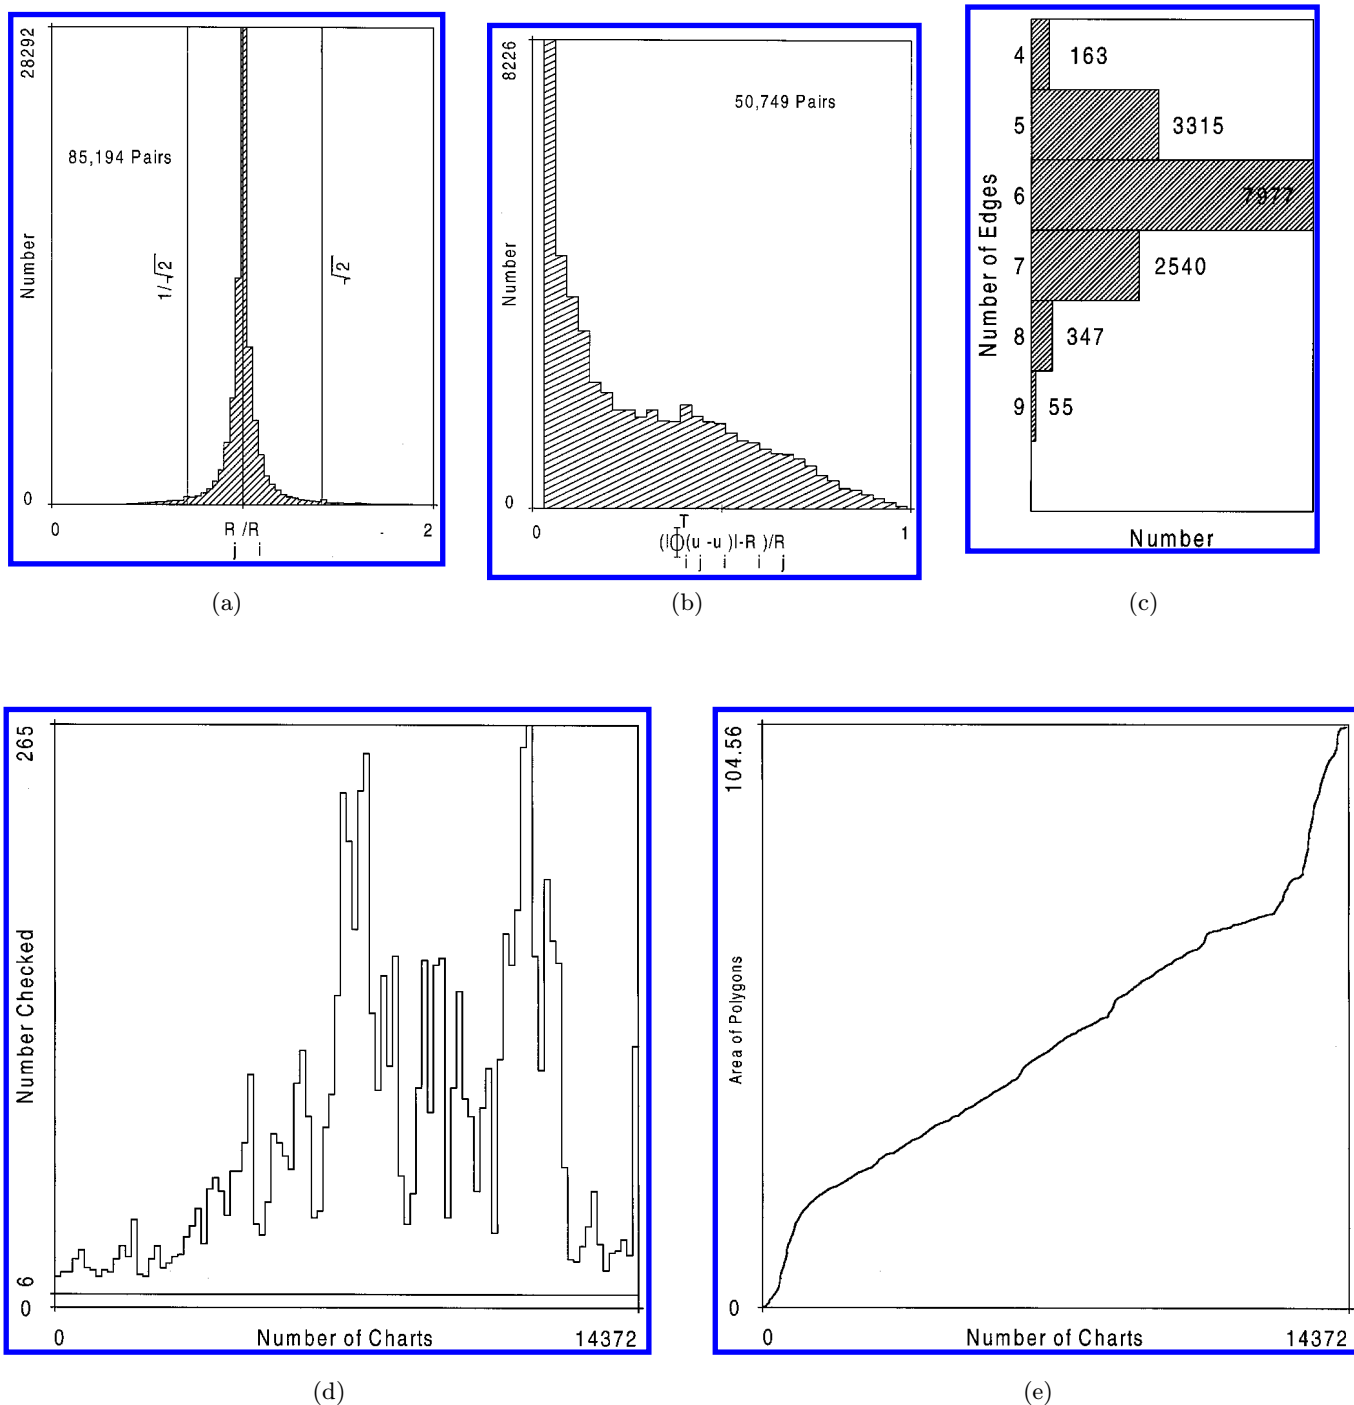 28292
85,194 Pairs
Number
1/√2
√2
0
0
R /R
j i
2
(a)
8226
50,749 Pairs
Number
0
0
T
(|Φ(u -u )|-R )/R
i j i i j
1
(b)
4
163
5
3315
6
7977
7
2540
8
347
9
55
Number of Edges
Number
(c)
265
Number Checked
6
0
0
Number of Charts
14372
(d)
104.56
Area of Polygons
0
0
Number of Charts
14372
(e)